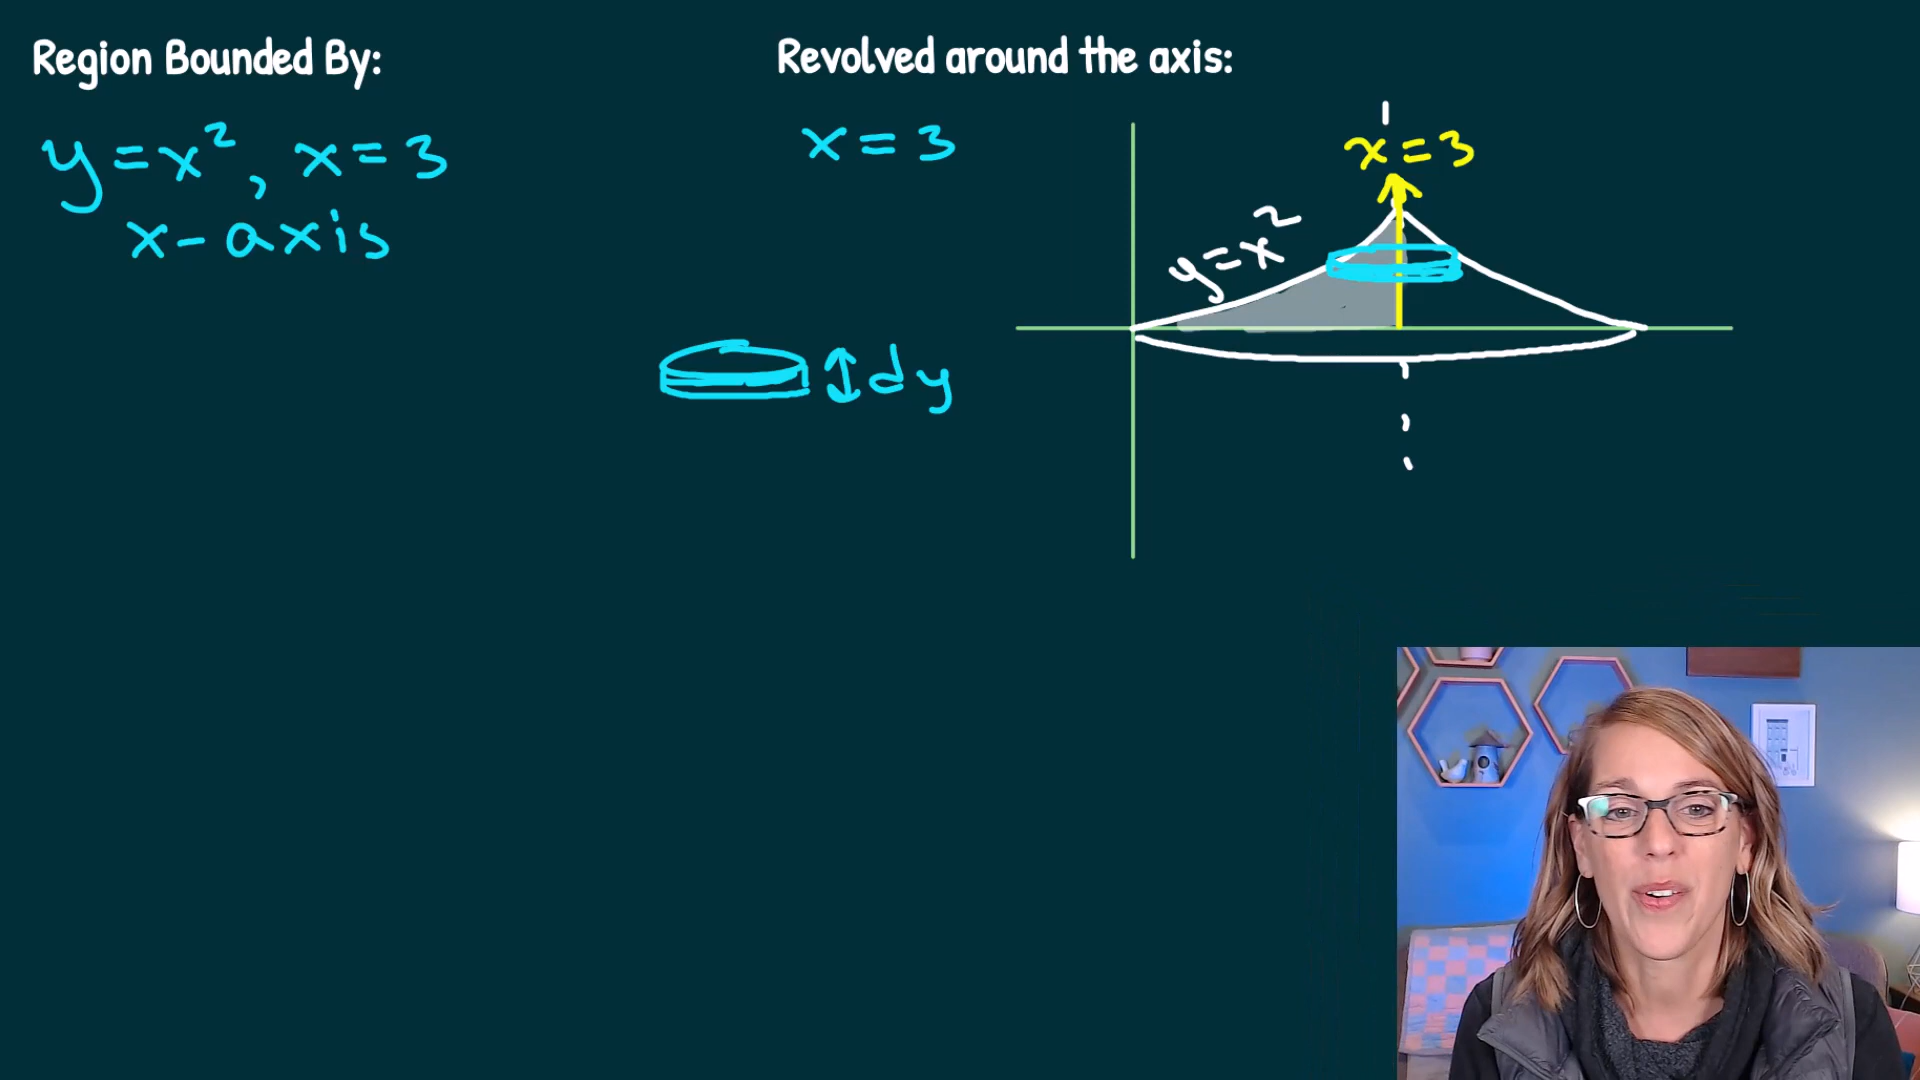 Region Bounded By:
y=x², x=3
x-axis
Revolved around the axis:
x=3
x=3
y=x²
dy